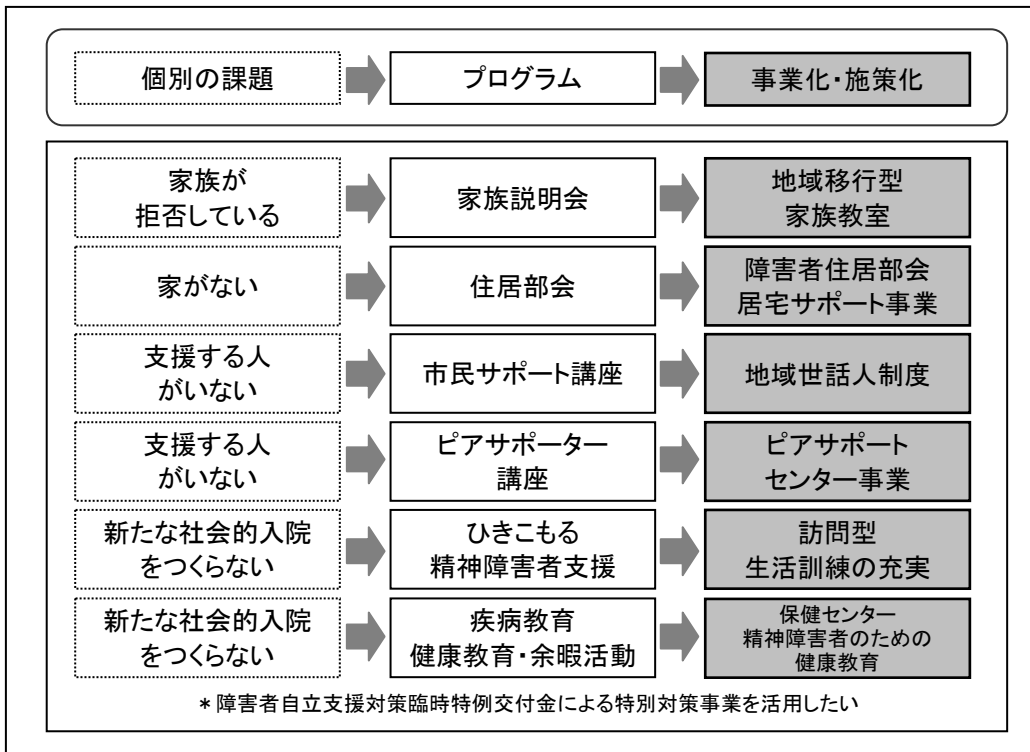 個別の課題
プログラム
事業化・施策化
家族が
拒否している
家族説明会
地域移行型
家族教室
家がない
住居部会
障害者住居部会
居宅サポート事業
支援する人
がいない
市民サポート講座
地域世話人制度
支援する人
がいない
ピアサポーター
講座
ピアサポート
センター事業
新たな社会的入院
をつくらない
ひきこもる
精神障害者支援
訪問型
生活訓練の充実
新たな社会的入院
をつくらない
疾病教育
健康教育・余暇活動
保健センター
精神障害者のための
健康教育
*障害者自立支援対策臨時特例交付金による特別対策事業を活用したい